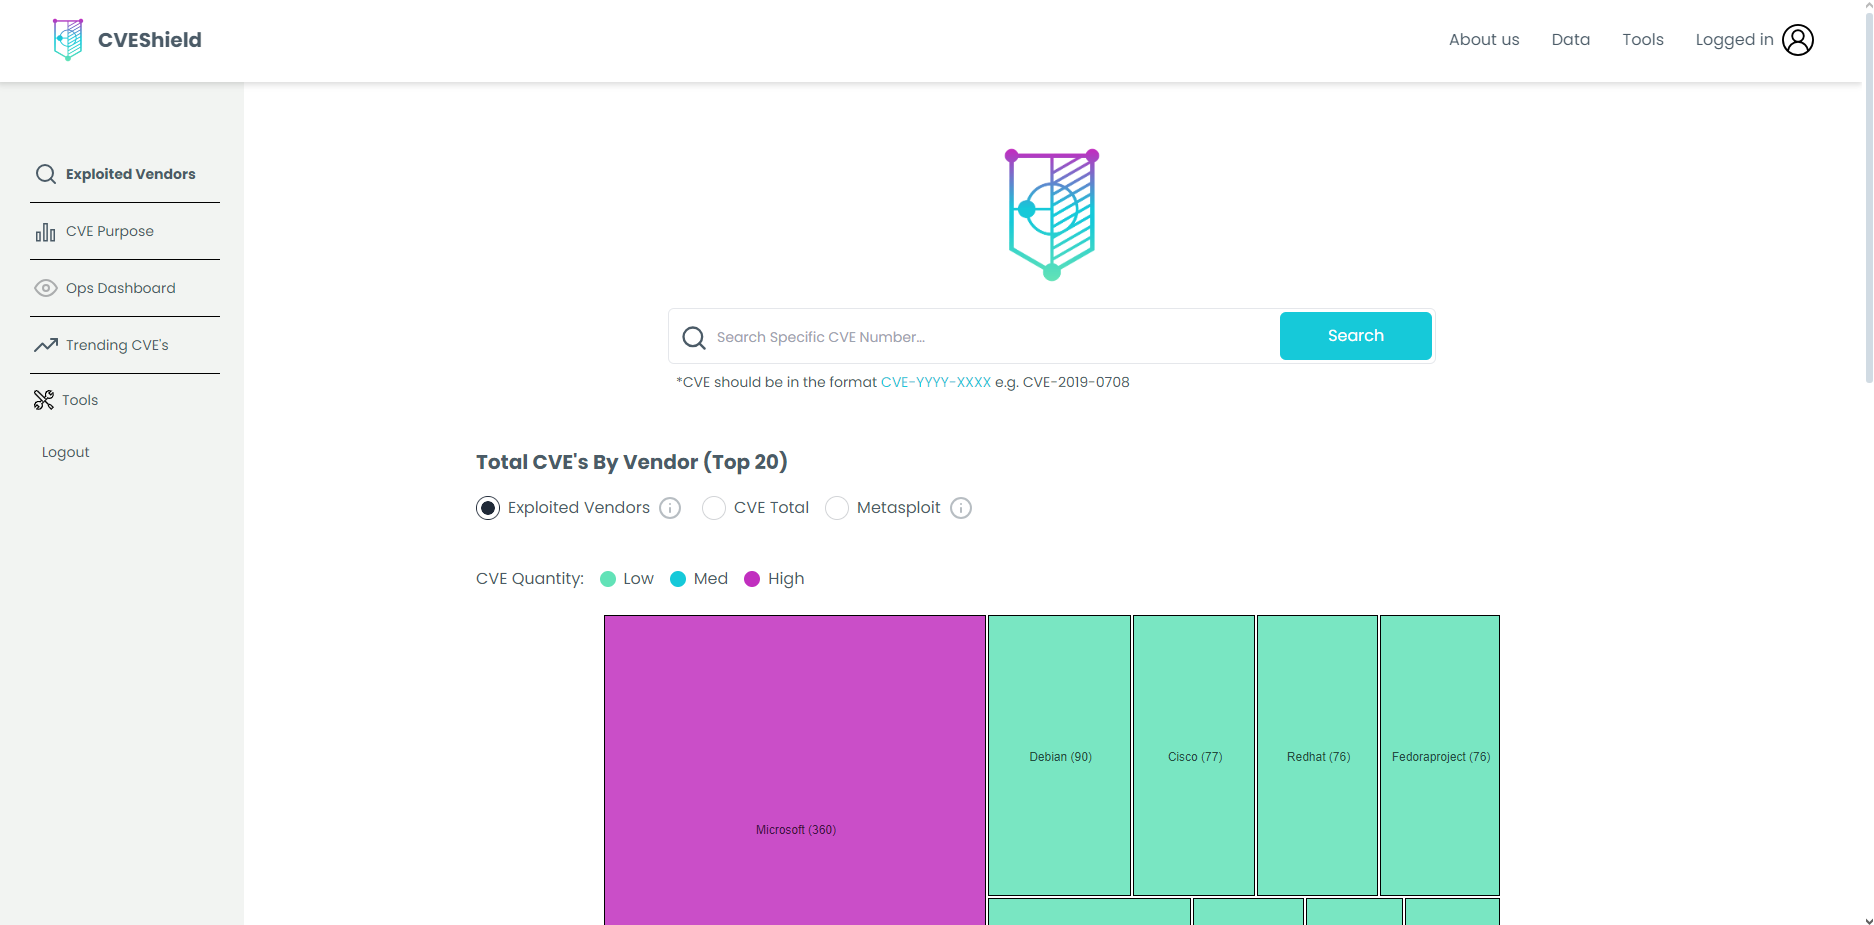 CVEShield
About us Data Tools Logged in
Exploited Vendors
CVE Purpose
Ops Dashboard
Trending CVE's
Tools
Logout
Search Specific CVE Number...
Search
*CVE should be in the format CVE-YYYY-XXXX e.g. CVE-2019-0708
Total CVE's By Vendor (Top 20)
Exploited Vendors CVE Total Metasploit
CVE Quantity: Low Med High
Debian (90) Cisco (77) Redhat (76) Fedoraproject (76)
Microsoft (360)